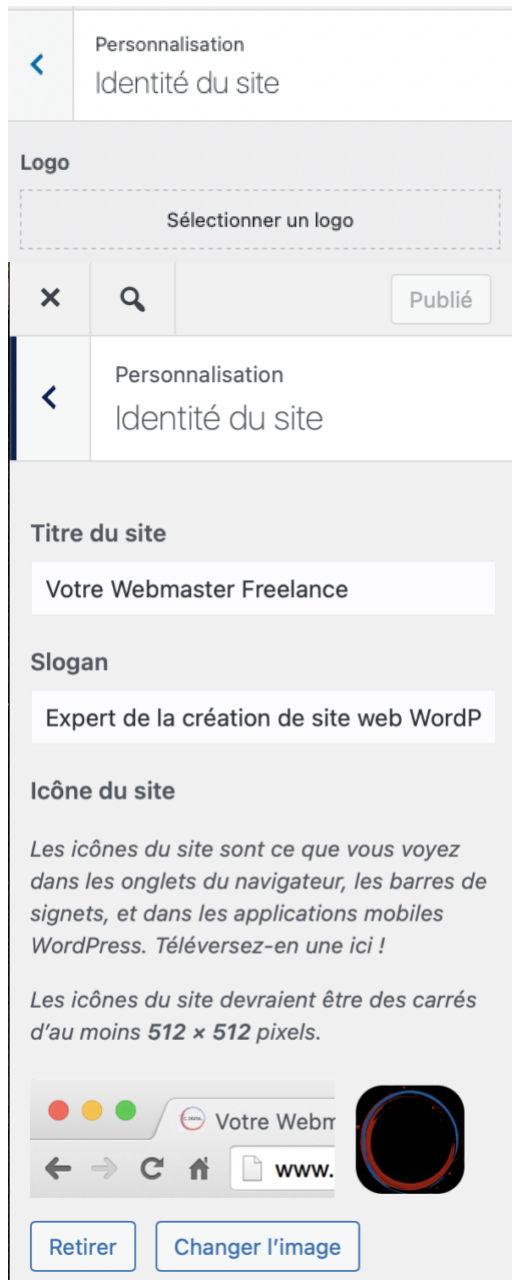 Personnalisation
Identité du site
Logo
Sélectionner un logo
Publié
Personnalisation
Identité du site
Titre du site
Votre Webmaster Freelance
Slogan
Expert de la création de site web WordP
Icône du site
Les icônes du site sont ce que vous voyez
dans les onglets du navigateur, les barres de
signets, et dans les applications mobiles
WordPress. Téléversez-en une ici !
Les icônes du site devraient être des carrés
d’au moins 512 × 512 pixels.
Votre Webm
www.
Retirer
Changer l’image